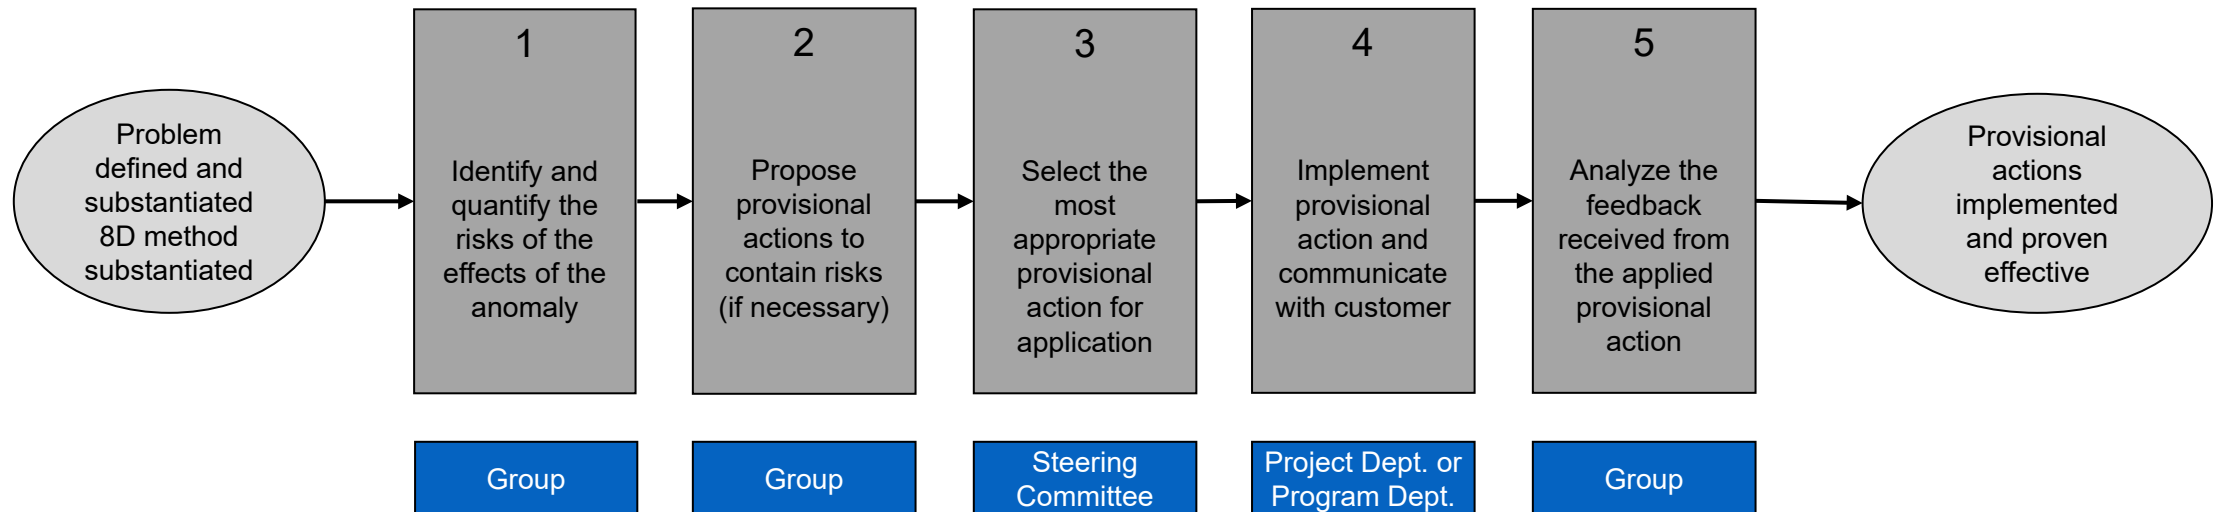 Problem
defined and
substantiated
8D method
substantiated
1
Identify and
quantify the
risks of the
effects of the
anomaly
2
Propose
provisional
actions to
contain risks
(if necessary)
3
Select the
most
appropriate
provisional
action for
application
4
Implement
provisional
action and
communicate
with customer
5
Analyze the
feedback
received from
the applied
provisional
action
Provisional
actions
implemented
and proven
effective
Group
Group
Steering
Committee
Project Dept. or
Program Dept.
Group